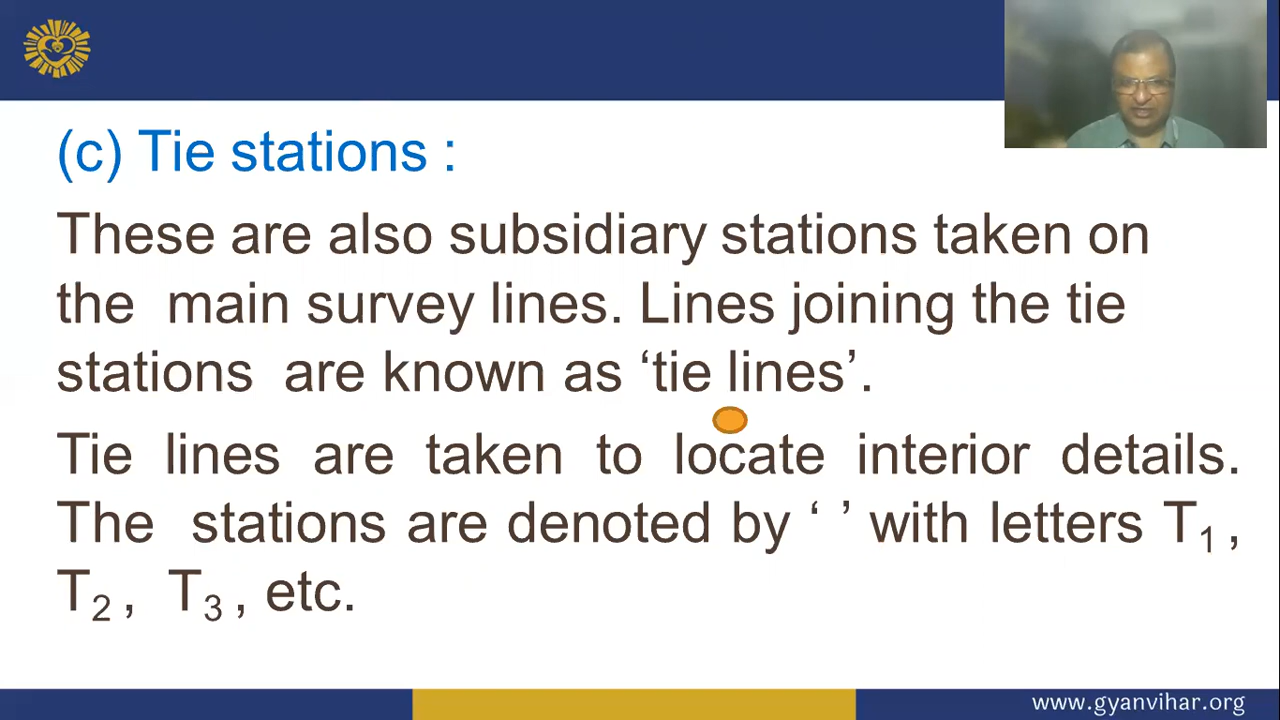 (c) Tie stations :
These are also subsidiary stations taken on
the main survey lines. Lines joining the tie
stations are known as ‘tie lines’.
Tie lines are taken to locate interior details.
The stations are denoted by ‘ ’ with letters T₁ ,
T₂ , T₃ , etc.
www.gyanvihar.org